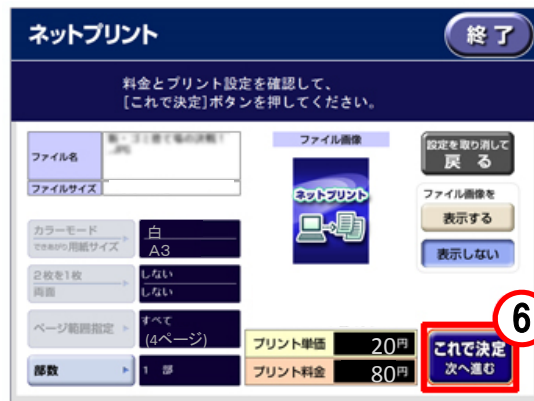 ネットプリント
終了
料金とプリント設定を確認して、
[これで決定]ボタンを押してください。
ファイル名
.JPG
ファイルサイズ
ファイル画像
ネットプリント
設定を取り消して
戻る
ファイル画像を
表示する
表示しない
カラーモード
白
できあがり用紙サイズ
A3
2枚を1枚
しない
両面
しない
ページ範囲指定
すべて
(4ページ)
部数
1 部
プリント単価 20円
プリント料金 80円
これで決定
次へ進む
6